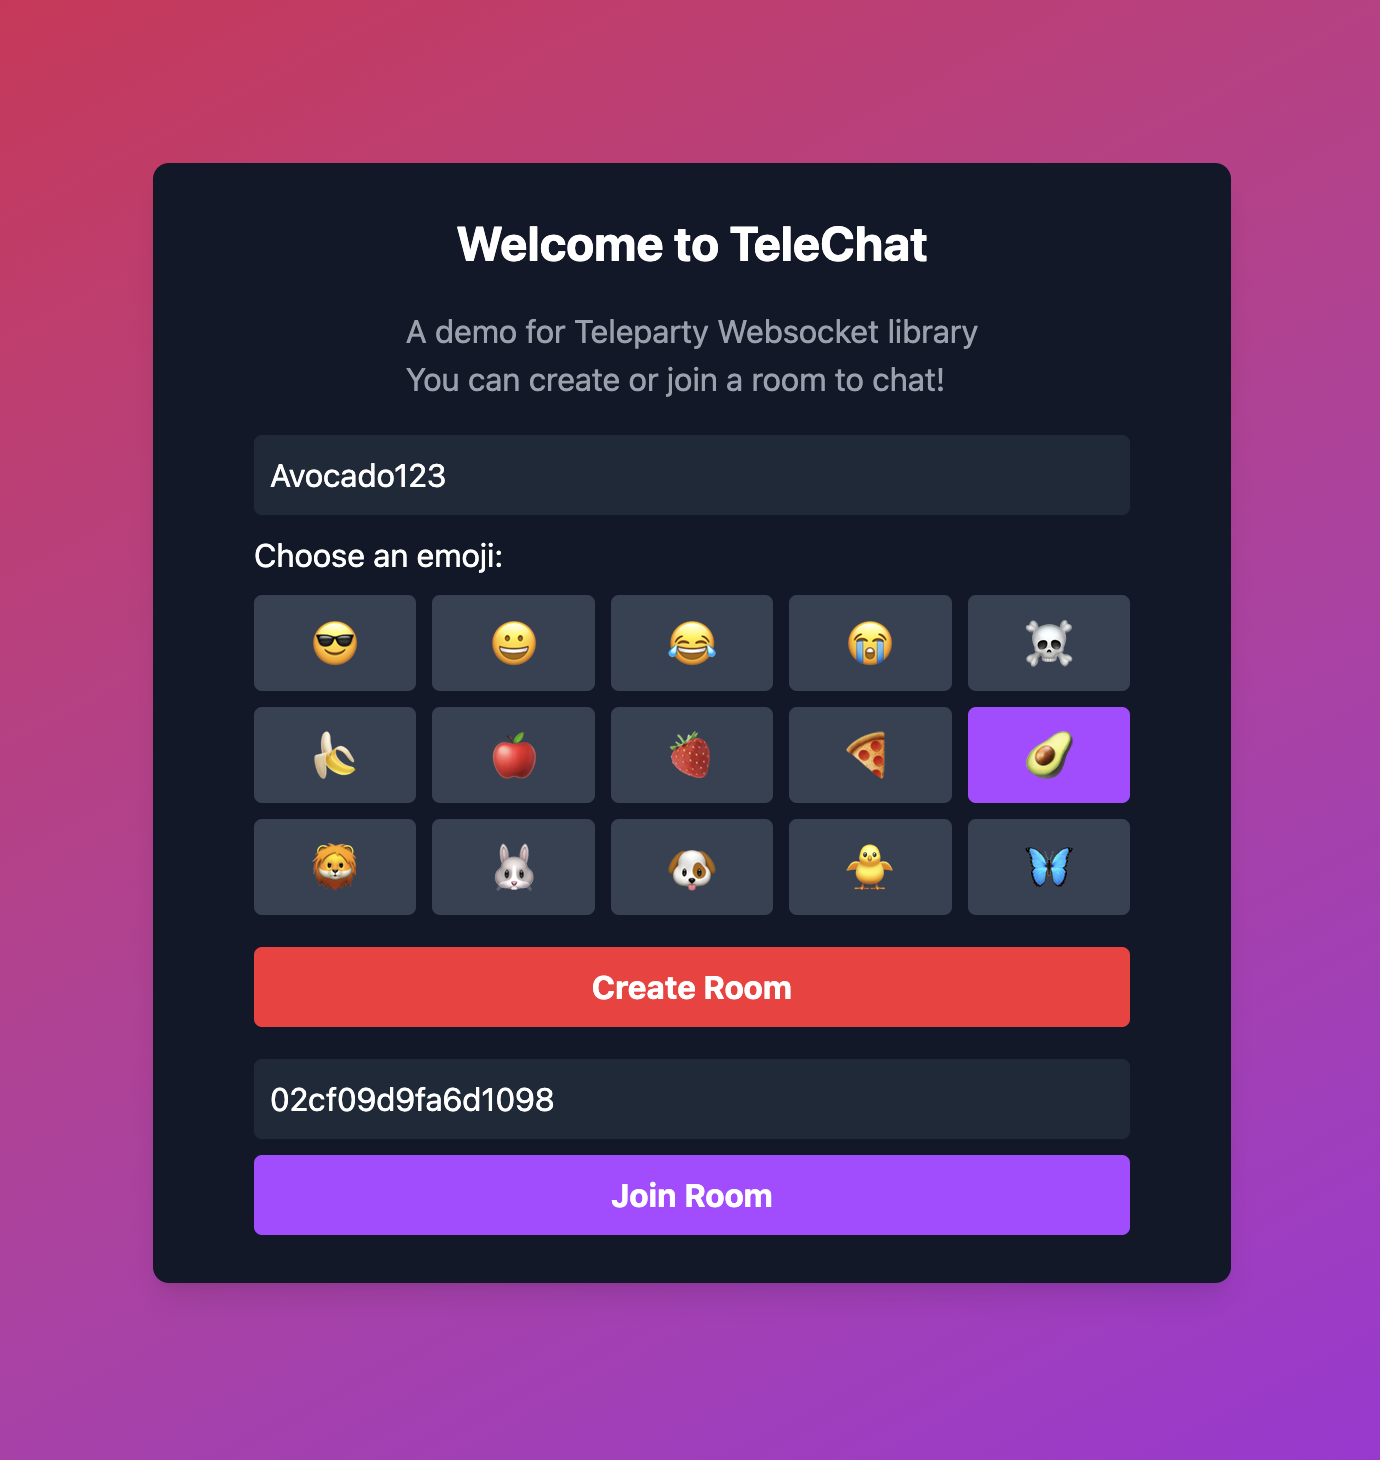 Welcome to TeleChat
A demo for Teleparty Websocket library
You can create or join a room to chat!
Avocado123
Choose an emoji:
Create Room
02cf09d9fa6d1098
Join Room